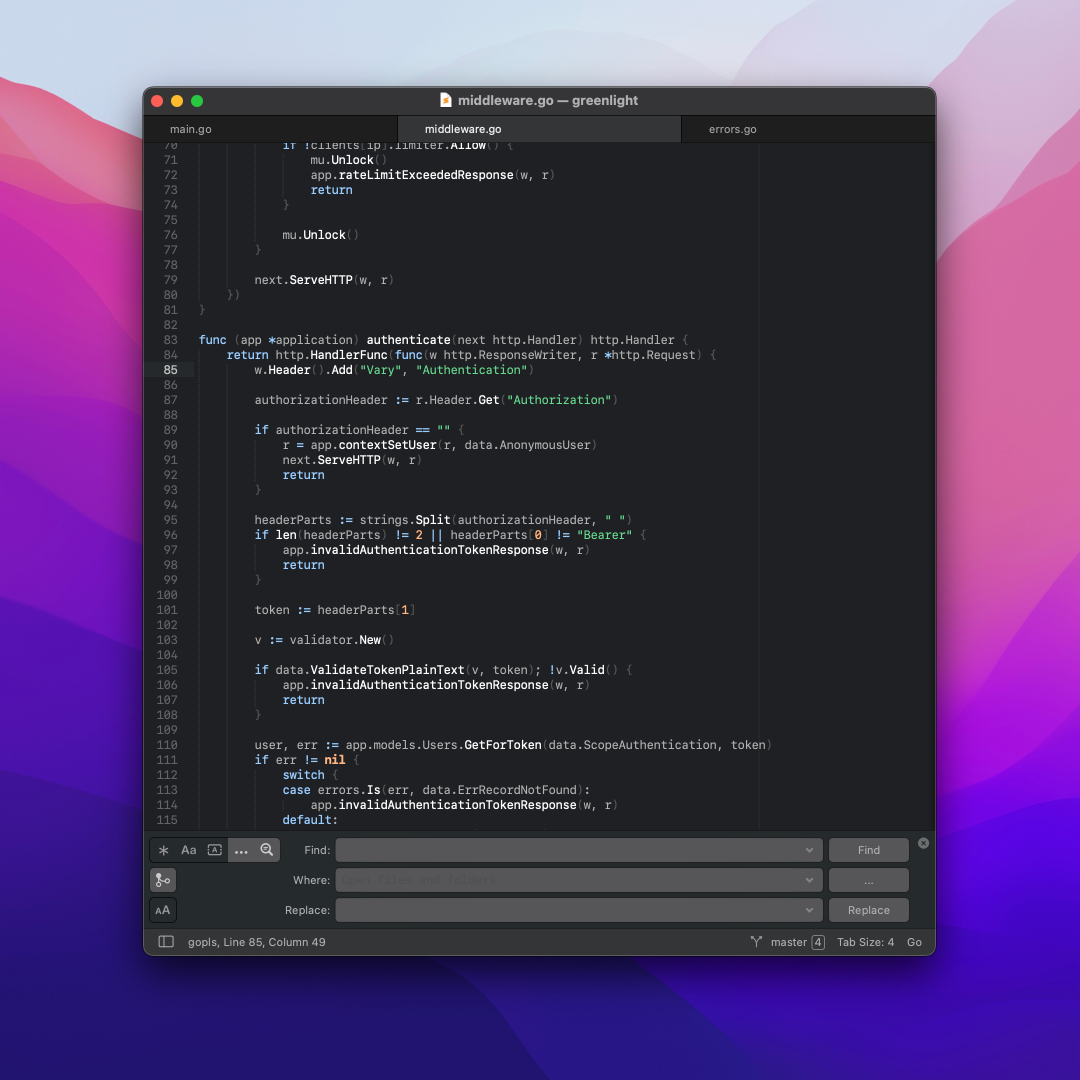 middleware.go — greenlight
main.go middleware.go errors.go
70 if !clients[ip].limiter.Allow() {
71 mu.Unlock()
72 app.rateLimitExceededResponse(w, r)
73 return
74 }
75
76 mu.Unlock()
77 }
78
79 next.ServeHTTP(w, r)
80 })
81 }
82
83 func (app *application) authenticate(next http.Handler) http.Handler {
84 return http.HandlerFunc(func(w http.ResponseWriter, r *http.Request) {
85 w.Header().Add("Vary", "Authentication")
86
87 authorizationHeader := r.Header.Get("Authorization")
88
89 if authorizationHeader == "" {
90 r = app.contextSetUser(r, data.AnonymousUser)
91 next.ServeHTTP(w, r)
92 return
93 }
94
95 headerParts := strings.Split(authorizationHeader, " ")
96 if len(headerParts) != 2 || headerParts[0] != "Bearer" {
97 app.invalidAuthenticationTokenResponse(w, r)
98 return
99 }
100
101 token := headerParts[1]
102
103 v := validator.New()
104
105 if data.ValidateTokenPlainText(v, token); !v.Valid() {
106 app.invalidAuthenticationTokenResponse(w, r)
107 return
108 }
109
110 user, err := app.models.Users.GetForToken(data.ScopeAuthentication, token)
111 if err != nil {
112 switch {
113 case errors.Is(err, data.ErrRecordNotFound):
114 app.invalidAuthenticationTokenResponse(w, r)
115 default:
Aa A ... Find: Find
Where: Open files and folders ...
AA Replace: Replace
gopls, Line 85, Column 49 master 4 Tab Size: 4 Go